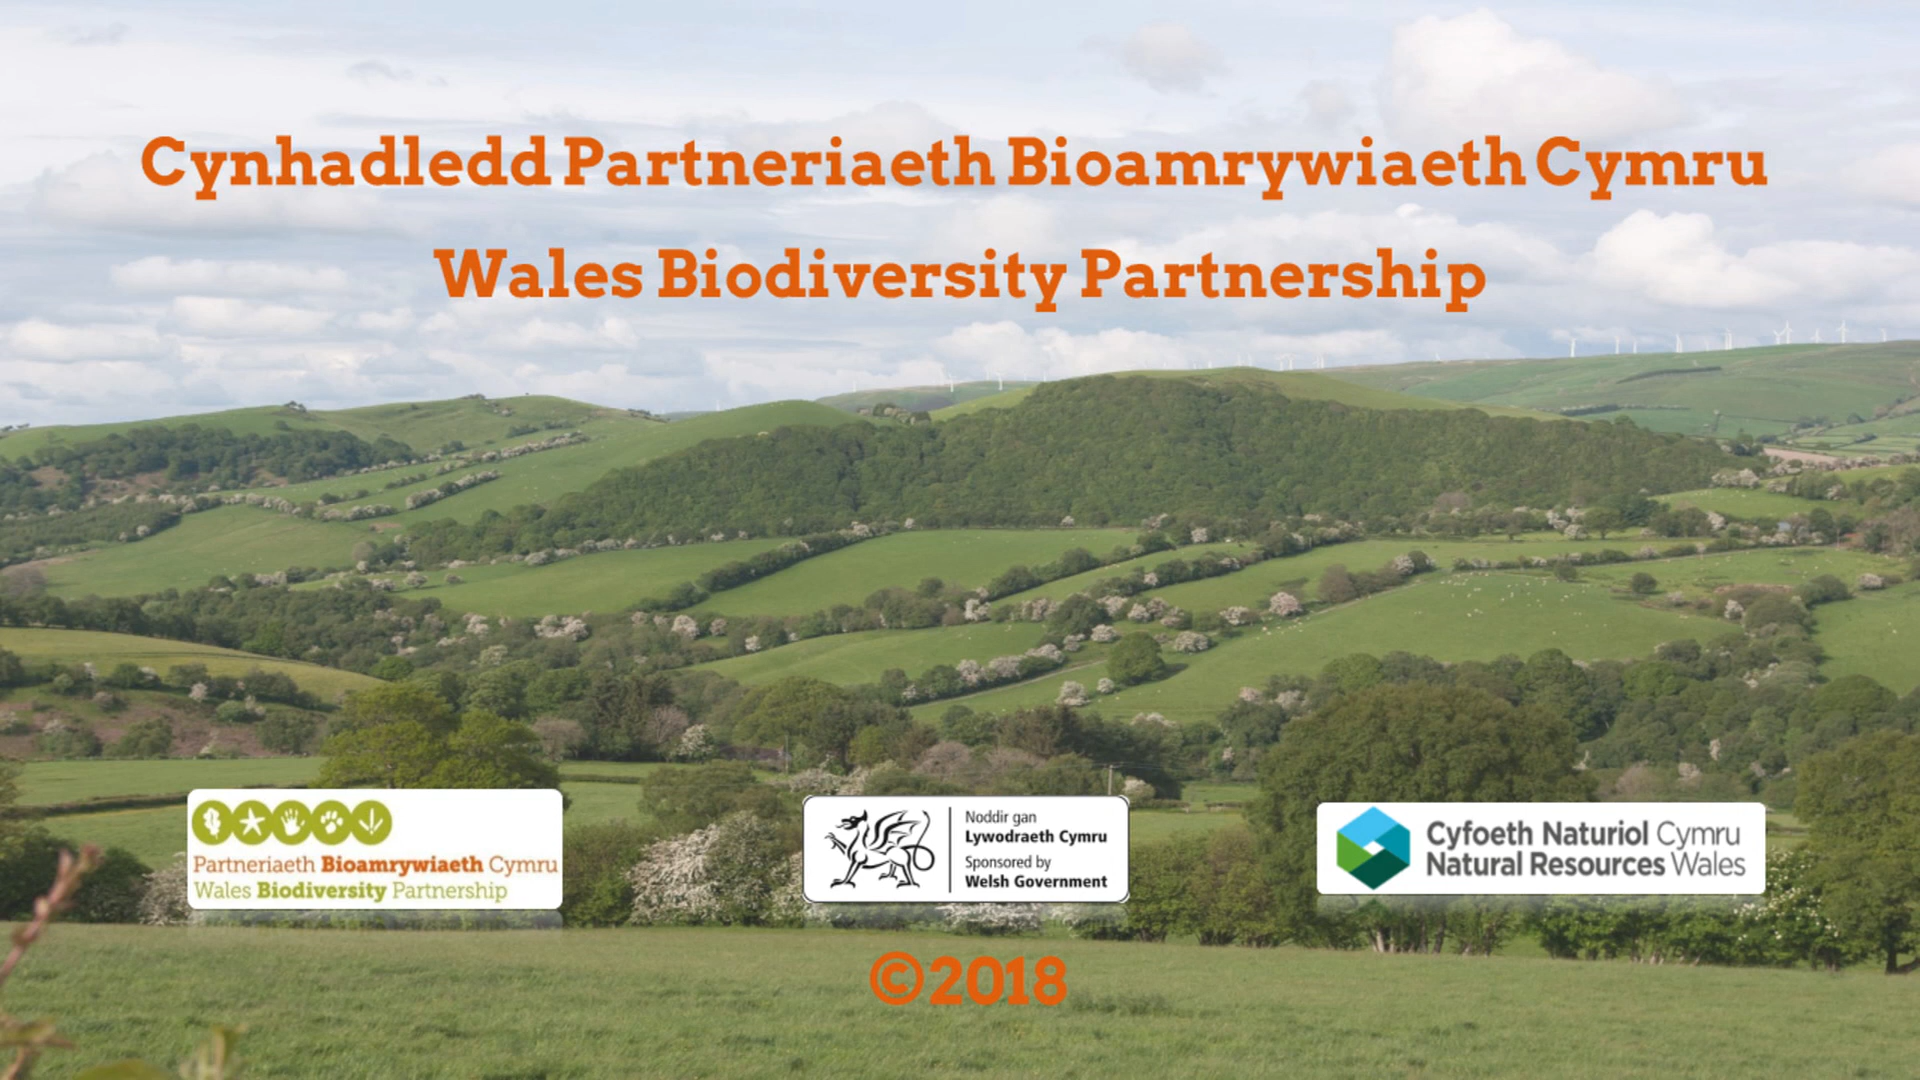 Cynhadledd Partneriaeth Bioamrywiaeth Cymru
Wales Biodiversity Partnership
Partneriaeth Bioamrywiaeth Cymru
Wales Biodiversity Partnership
Noddir gan
Lywodraeth Cymru
Sponsored by
Welsh Government
Cyfoeth Naturiol Cymru
Natural Resources Wales
©2018